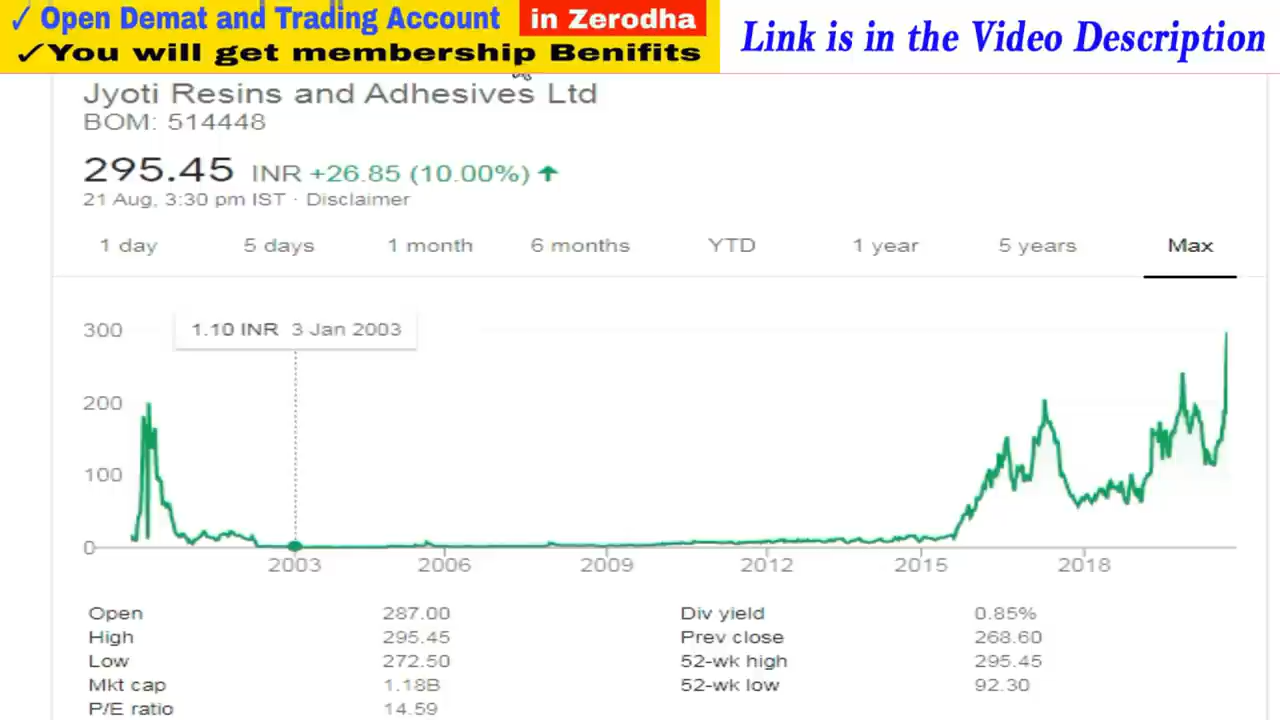 ✓ Open Demat and Trading Account in Zerodha
✓You will get membership Benifits
Link is in the Video Description
Jyoti Resins and Adhesives Ltd
BOM: 514448
295.45 INR +26.85 (10.00%) ↑
21 Aug, 3:30 pm IST · Disclaimer
1 day 5 days 1 month 6 months YTD 1 year 5 years Max
300
1.10 INR 3 Jan 2003
200
100
0
2003 2006 2009 2012 2015 2018
Open 287.00 Div yield 0.85%
High 295.45 Prev close 268.60
Low 272.50 52-wk high 295.45
Mkt cap 1.18B 52-wk low 92.30
P/E ratio 14.59